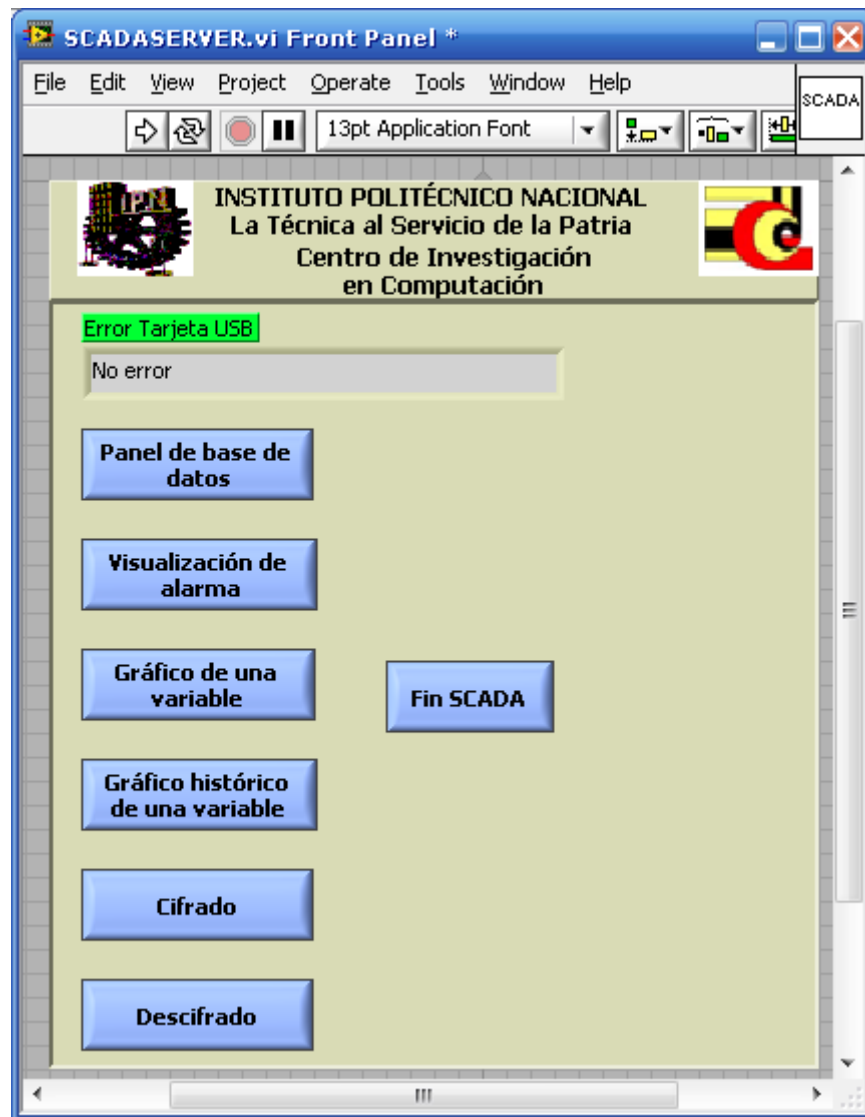 SCADASERVER.vi Front Panel *
File Edit View Project Operate Tools Window Help
SCADA
13pt Application Font
IPN
INSTITUTO POLITÉCNICO NACIONAL
La Técnica al Servicio de la Patria
Centro de Investigación
en Computación
Error Tarjeta USB
No error
Panel de base de
datos
Visualización de
alarma
Gráfico de una
variable
Fin SCADA
Gráfico histórico
de una variable
Cifrado
Descifrado